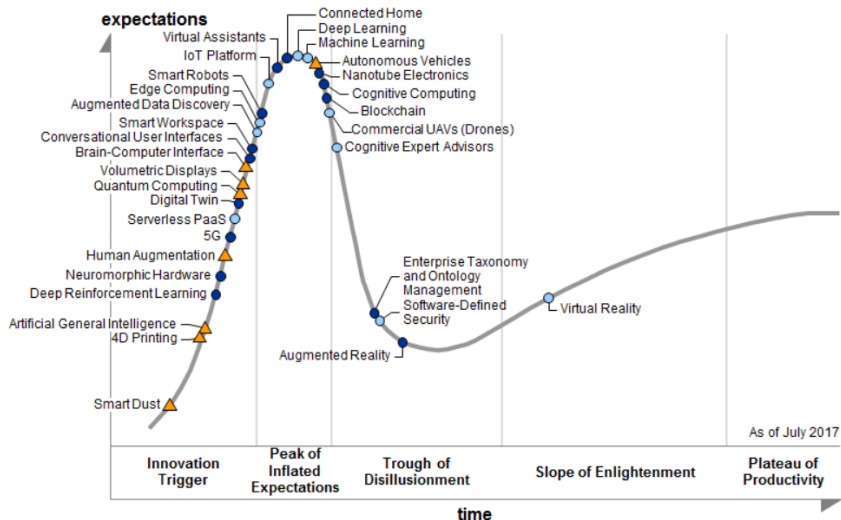 expectations
Connected Home
Deep Learning
Virtual Assistants
Machine Learning
IoT Platform
Autonomous Vehicles
Smart Robots
Nanotube Electronics
Edge Computing
Cognitive Computing
Augmented Data Discovery
Blockchain
Smart Workspace
Commercial UAVs (Drones)
Conversational User Interfaces
Cognitive Expert Advisors
Brain-Computer Interface
Volumetric Displays
Quantum Computing
Digital Twin
Serverless PaaS
5G
Human Augmentation
Neuromorphic Hardware
Deep Reinforcement Learning
Artificial General Intelligence
4D Printing
Smart Dust
Enterprise Taxonomy
and Ontology
Management
Software-Defined
Security
Augmented Reality
Virtual Reality
As of July 2017
Innovation
Trigger
Peak of
Inflated
Expectations
Trough of
Disillusionment
Slope of Enlightenment
Plateau of
Productivity
time